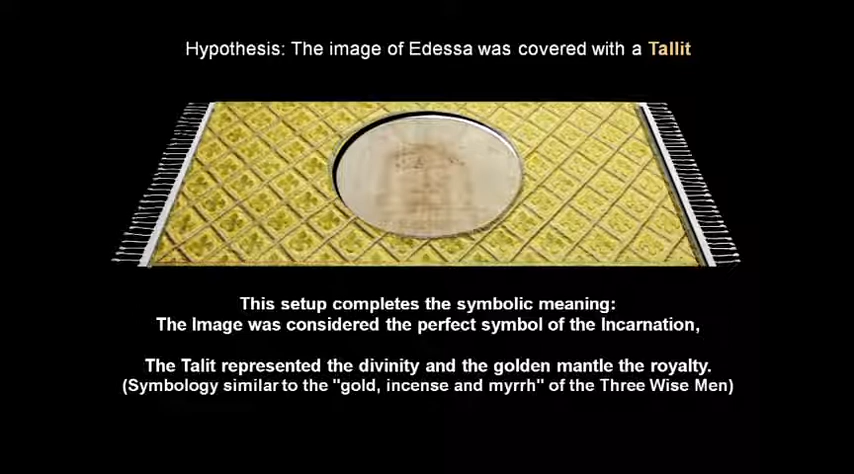 Hypothesis: The image of Edessa was covered with a Tallit
This setup completes the symbolic meaning:
The Image was considered the perfect symbol of the Incarnation,
The Talit represented the divinity and the golden mantle the royalty.
(Symbology similar to the "gold, incense and myrrh" of the Three Wise Men)